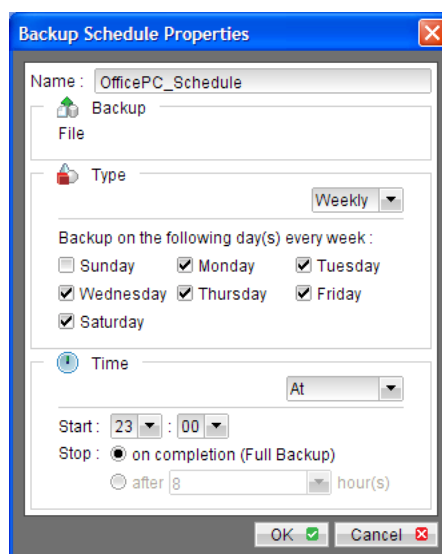 Backup Schedule Properties
Name : OfficePC_Schedule
Backup
File
Type
Weekly
Backup on the following day(s) every week :
Sunday Monday Tuesday
Wednesday Thursday Friday
Saturday
Time
At
Start : 23 : 00
Stop : on completion (Full Backup)
after 8 hour(s)
OK Cancel